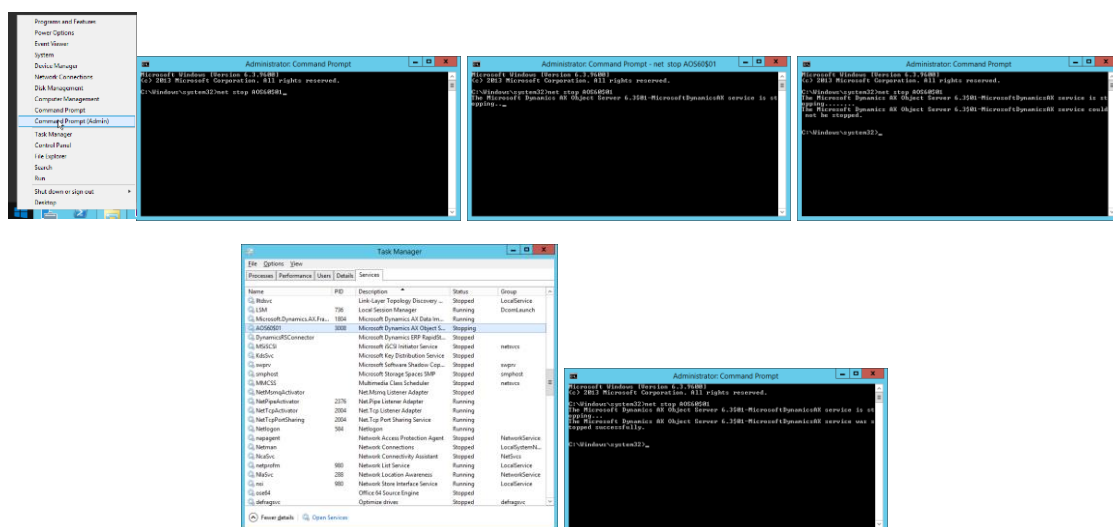 Programs and Features
Power Options
Event Viewer
System
Device Manager
Network Connections
Disk Management
Computer Management
Command Prompt
Command Prompt (Admin)
Task Manager
Control Panel
File Explorer
Search
Run
Shut down or sign out
Desktop
Administrator: Command Prompt
Microsoft Windows [Version 6.3.9600]
(c) 2013 Microsoft Corporation. All rights reserved.
C:\Windows\system32>net stop AOS60$01_
Administrator: Command Prompt - net stop AOS60$01
Microsoft Windows [Version 6.3.9600]
(c) 2013 Microsoft Corporation. All rights reserved.
C:\Windows\system32>net stop AOS60$01
The Microsoft Dynamics AX Object Server 6.3$01-MicrosoftDynamicsAX service is st
opping..._
Administrator: Command Prompt
Microsoft Windows [Version 6.3.9600]
(c) 2013 Microsoft Corporation. All rights reserved.
C:\Windows\system32>net stop AOS60$01
The Microsoft Dynamics AX Object Server 6.3$01-MicrosoftDynamicsAX service is st
opping........
The Microsoft Dynamics AX Object Server 6.3$01-MicrosoftDynamicsAX service could
not be stopped.
C:\Windows\system32>_
Task Manager
File Options View
Processes Performance Users Details Services
Name PID Description Status Group
lltdsvc Link-Layer Topology Discovery ... Stopped LocalService
LSM 736 Local Session Manager Running DcomLaunch
Microsoft.Dynamics.AX.Fra... 1804 Microsoft Dynamics AX Data Im... Running
AOS60$01 3008 Microsoft Dynamics AX Object S... Stopping
DynamicsRSConnector Microsoft Dynamics ERP RapidSt... Stopped
MSiSCSI Microsoft iSCSI Initiator Service Stopped netsvcs
KdsSvc Microsoft Key Distribution Service Stopped
swprv Microsoft Software Shadow Cop... Stopped swprv
smphost Microsoft Storage Spaces SMP Stopped smphost
MMCSS Multimedia Class Scheduler Stopped netsvcs
NetMsmqActivator Net.Msmq Listener Adapter Stopped
NetPipeActivator 2376 Net.Pipe Listener Adapter Running
NetTcpActivator 2004 Net.Tcp Listener Adapter Running
NetTcpPortSharing 2004 Net.Tcp Port Sharing Service Running
Netlogon 584 Netlogon Running
napagent Network Access Protection Agent Stopped NetworkService
Netman Network Connections Stopped LocalSystemN...
NcaSvc Network Connectivity Assistant Stopped NetSvcs
netprofm 980 Network List Service Running LocalService
NlaSvc 288 Network Location Awareness Running NetworkService
nsi 980 Network Store Interface Service Running LocalService
ose64 Office 64 Source Engine Stopped
defragsvc Optimize drives Stopped defragsvc
Fewer details Open Services
Administrator: Command Prompt
Microsoft Windows [Version 6.3.9600]
(c) 2013 Microsoft Corporation. All rights reserved.
C:\Windows\system32>net stop AOS60$01
The Microsoft Dynamics AX Object Server 6.3$01-MicrosoftDynamicsAX service is st
opping...
The Microsoft Dynamics AX Object Server 6.3$01-MicrosoftDynamicsAX service was s
topped successfully.
C:\Windows\system32>_